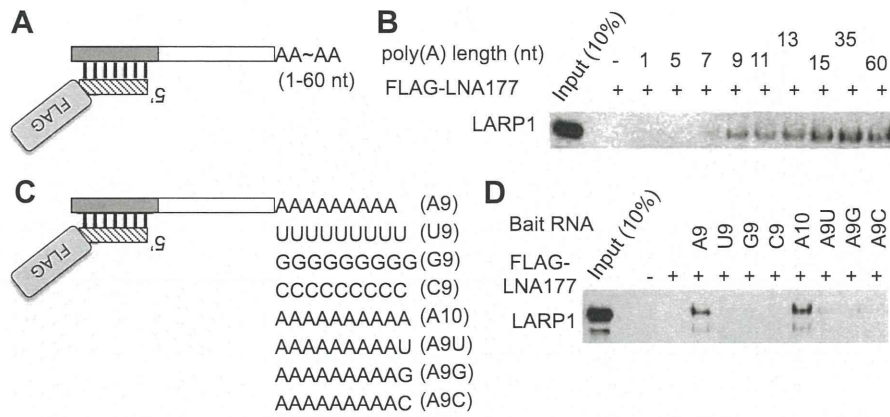 A
AA~AA
(1-60 nt)
FLAG
5'
B
poly(A) length (nt)
Input (10%)
- 1 5 7 9 11 13 15 35 60
FLAG-LNA177
+ + + + + + + + + +
LARP1
C
AAAAAAAAA (A9)
UUUUUUUUU (U9)
GGGGGGGGG (G9)
CCCCCCCCC (C9)
AAAAAAAAAA (A10)
AAAAAAAAAU (A9U)
AAAAAAAAAG (A9G)
AAAAAAAAAC (A9C)
FLAG
5'
D
Bait RNA
Input (10%)
A9 U9 G9 C9 A10 A9U A9G A9C
FLAG-
LNA177
- + + + + + + + + +
LARP1